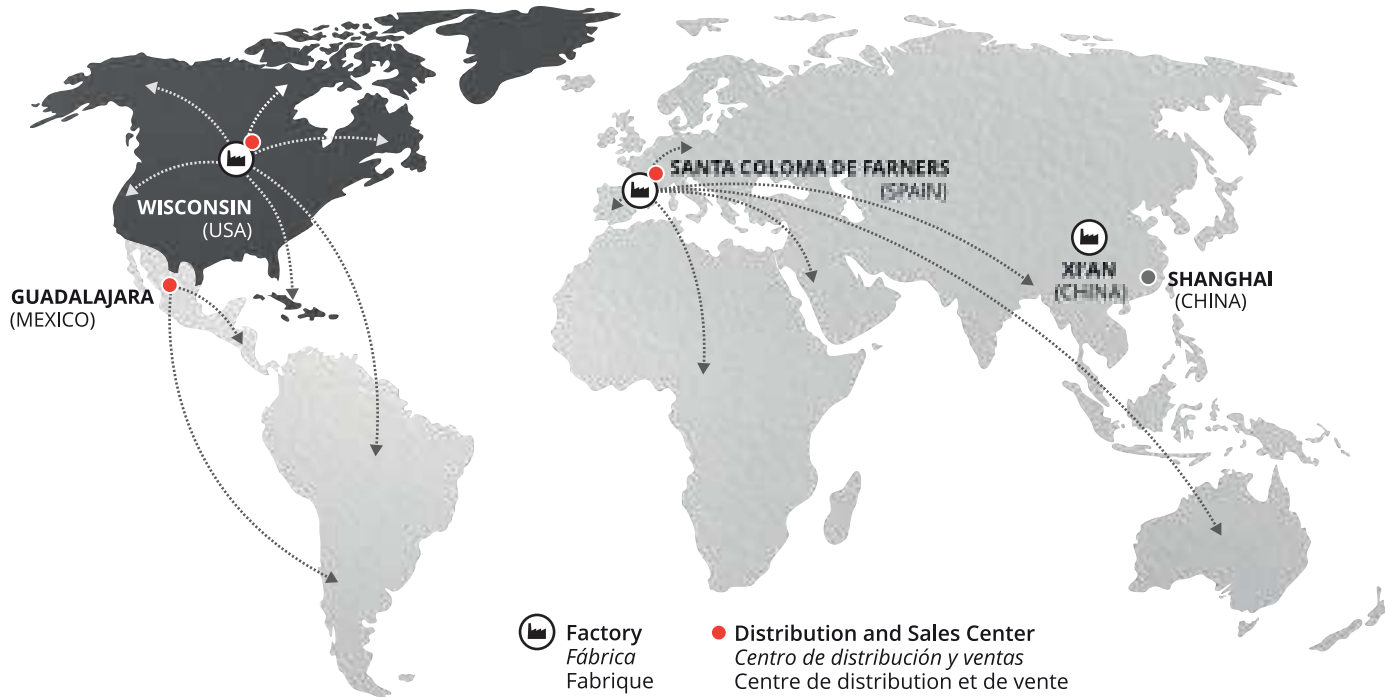 SANTA COLOMA DE FARNERS
(SPAIN)
WISCONSIN
(USA)
XI'AN
(CHINA)
SHANGHAI
(CHINA)
GUADALAJARA
(MEXICO)
Factory
Fábrica
Fabrique
Distribution and Sales Center
Centro de distribución y ventas
Centre de distribution et de vente